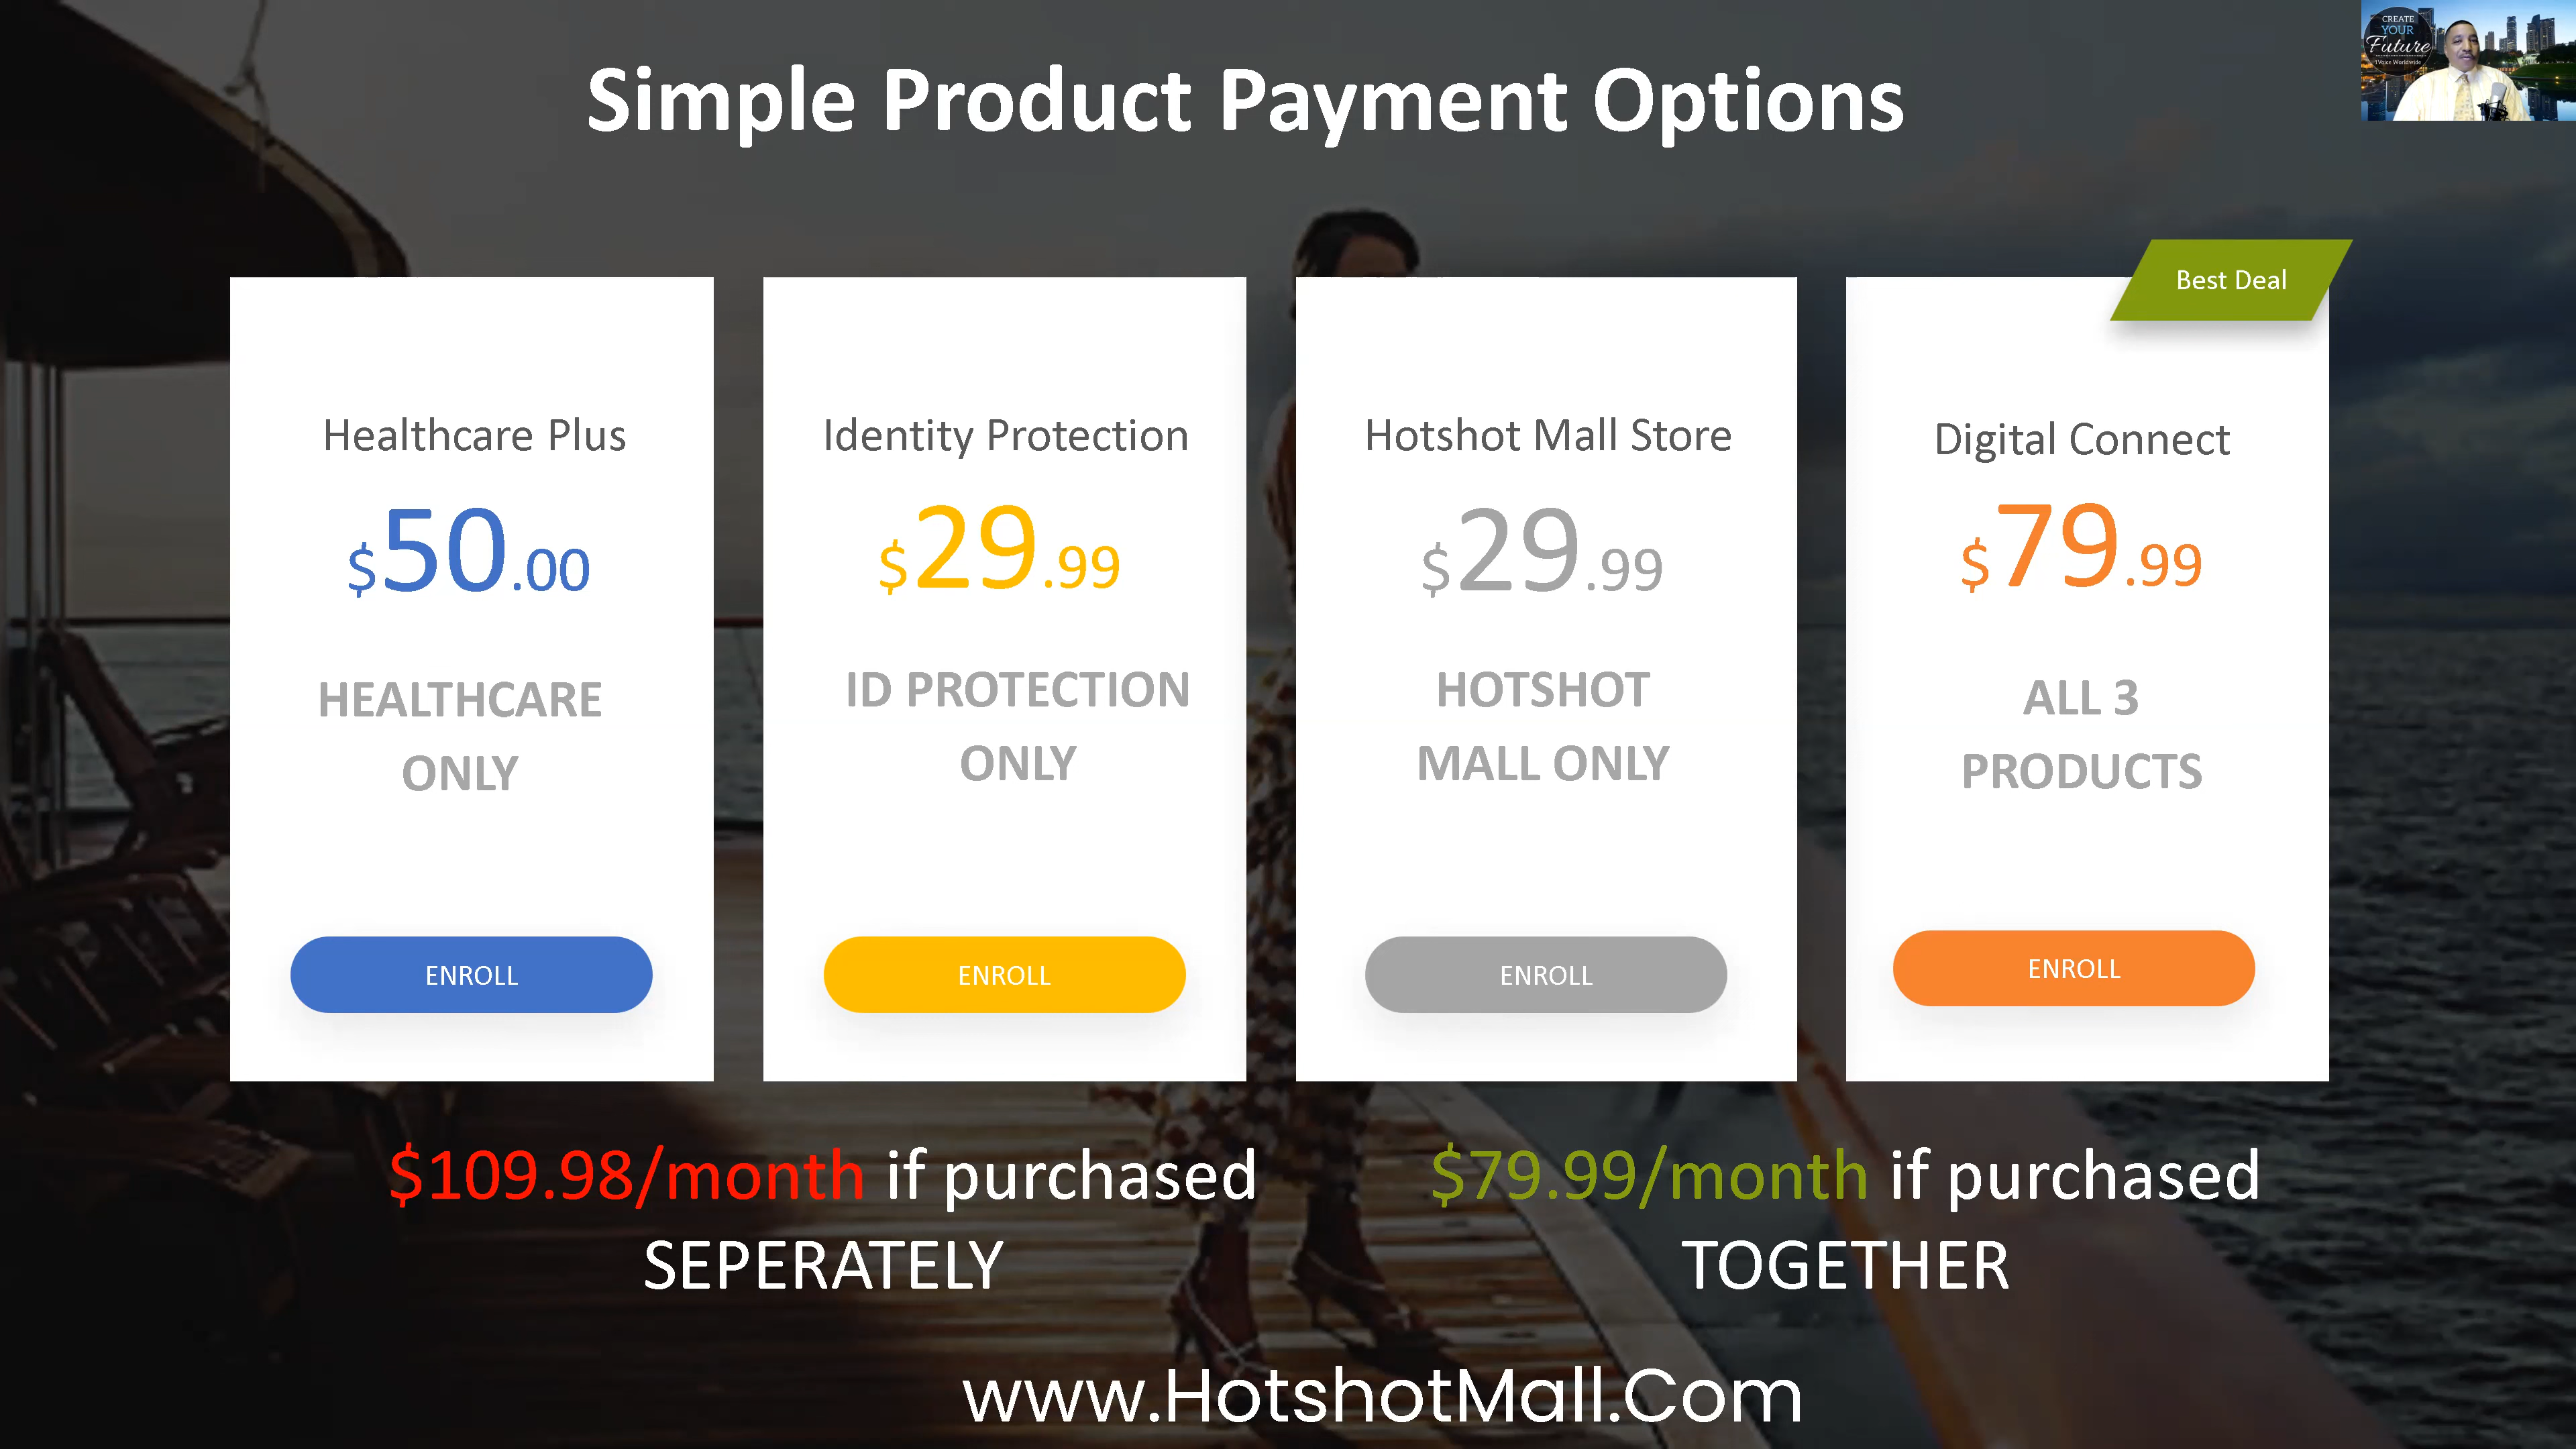 Simple Product Payment Options
CREATE
YOUR
Future
1Voice Worldwide
Best Deal
Healthcare Plus
$50.00
HEALTHCARE
ONLY
ENROLL
Identity Protection
$29.99
ID PROTECTION
ONLY
ENROLL
Hotshot Mall Store
$29.99
HOTSHOT
MALL ONLY
ENROLL
Digital Connect
$79.99
ALL 3
PRODUCTS
ENROLL
$109.98/month if purchased
SEPERATELY
$79.99/month if purchased
TOGETHER
www.HotshotMall.Com